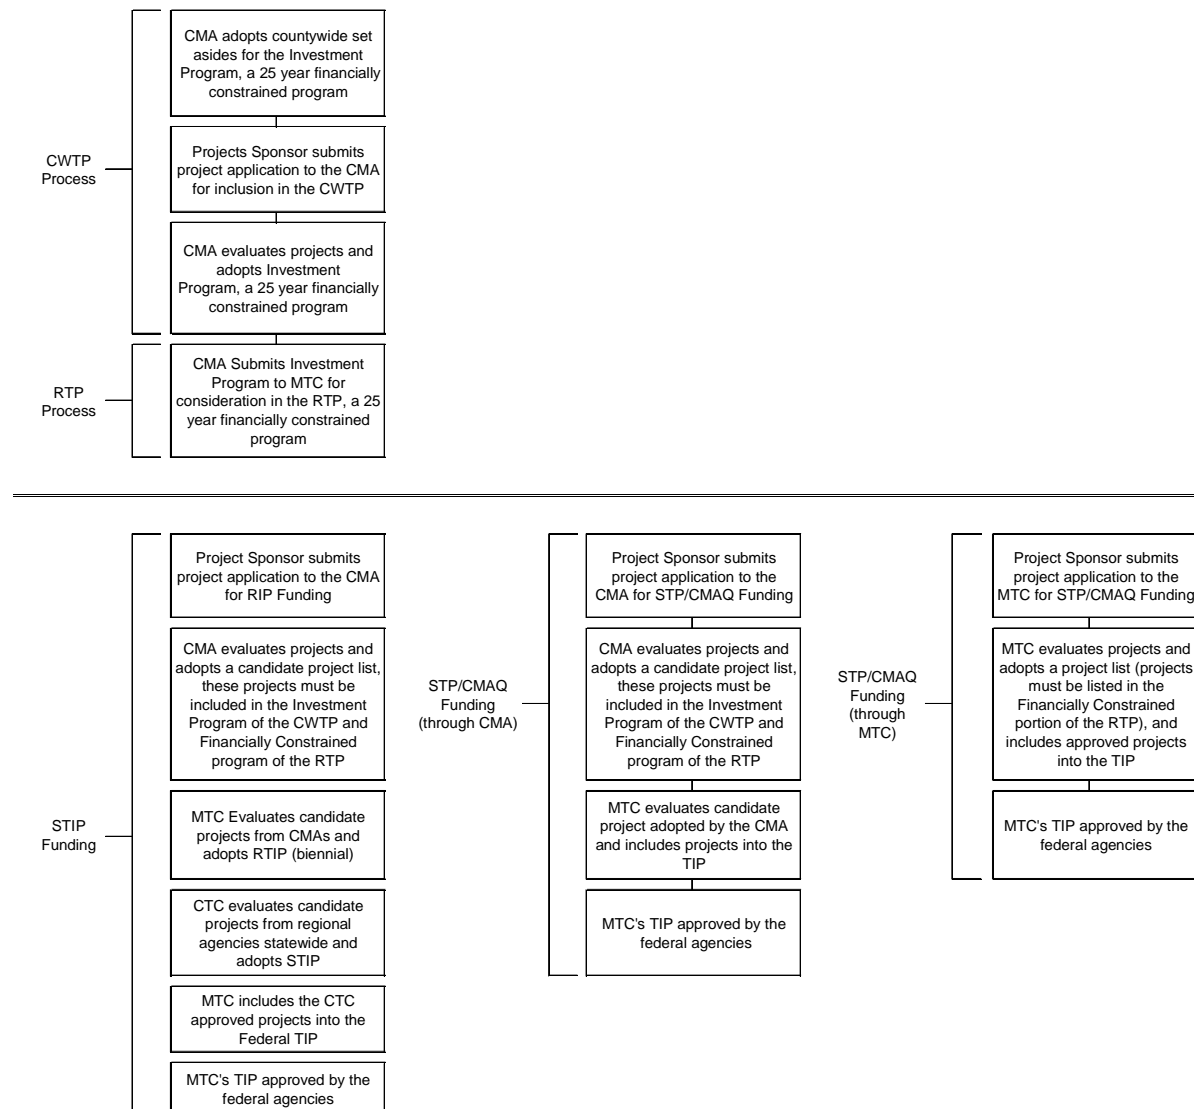 CMA adopts countywide set
asides for the Investment
Program, a 25 year financially
constrained program
CWTP
Process
Projects Sponsor submits
project application to the CMA
for inclusion in the CWTP
CMA evaluates projects and
adopts Investment
Program, a 25 year financially
constrained program
RTP
Process
CMA Submits Investment
Program to MTC for
consideration in the RTP, a 25
year financially constrained
program
STIP
Funding
Project Sponsor submits
project application to the CMA
for RIP Funding
CMA evaluates projects and
adopts a candidate project list,
these projects must be
included in the Investment
Program of the CWTP and
Financially Constrained
program of the RTP
MTC Evaluates candidate
projects from CMAs and
adopts RTIP (biennial)
CTC evaluates candidate
projects from regional
agencies statewide and
adopts STIP
MTC includes the CTC
approved projects into the
Federal TIP
MTC's TIP approved by the
federal agencies
STP/CMAQ
Funding
(through CMA)
Project Sponsor submits
project application to the
CMA for STP/CMAQ Funding
CMA evaluates projects and
adopts a candidate project list,
these projects must be
included in the Investment
Program of the CWTP and
Financially Constrained
program of the RTP
MTC evaluates candidate
project adopted by the CMA
and includes projects into the
TIP
MTC's TIP approved by the
federal agencies
STP/CMAQ
Funding
(through
MTC)
Project Sponsor submits
project application to the
MTC for STP/CMAQ Funding
MTC evaluates projects and
adopts a project list (projects
must be listed in the
Financially Constrained
portion of the RTP), and
includes approved projects
into the TIP
MTC's TIP approved by the
federal agencies